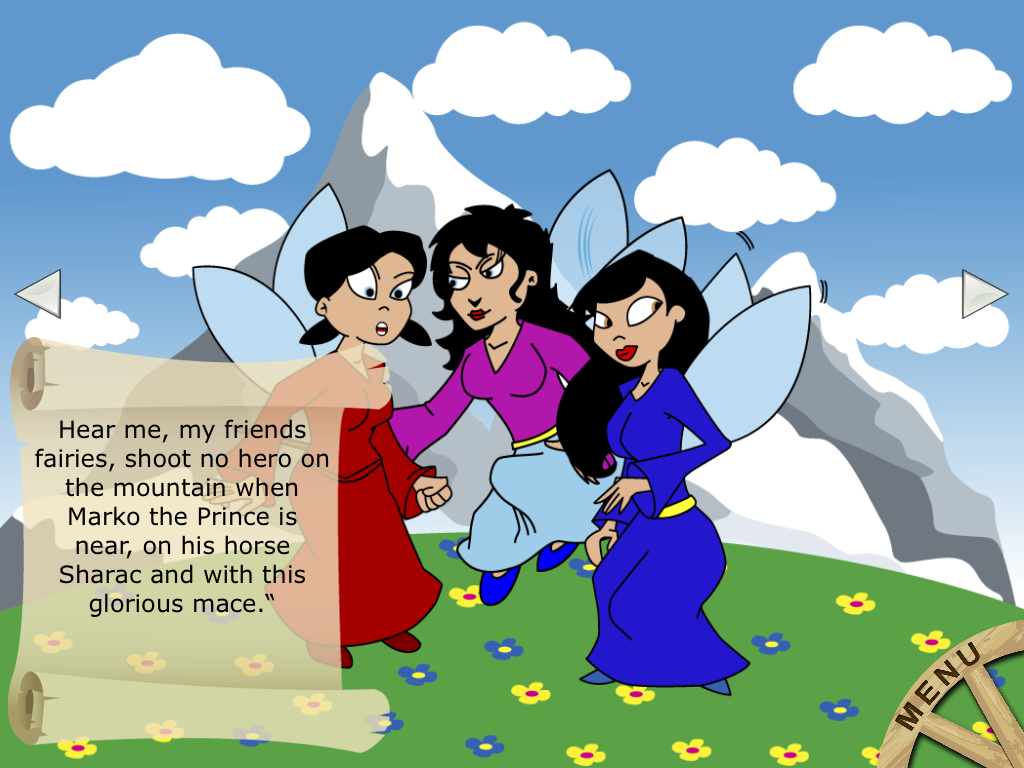 Hear me, my friends
fairies, shoot no hero on
the mountain when
Marko the Prince is
near, on his horse
Sharac and with this
glorious mace.“
MENU